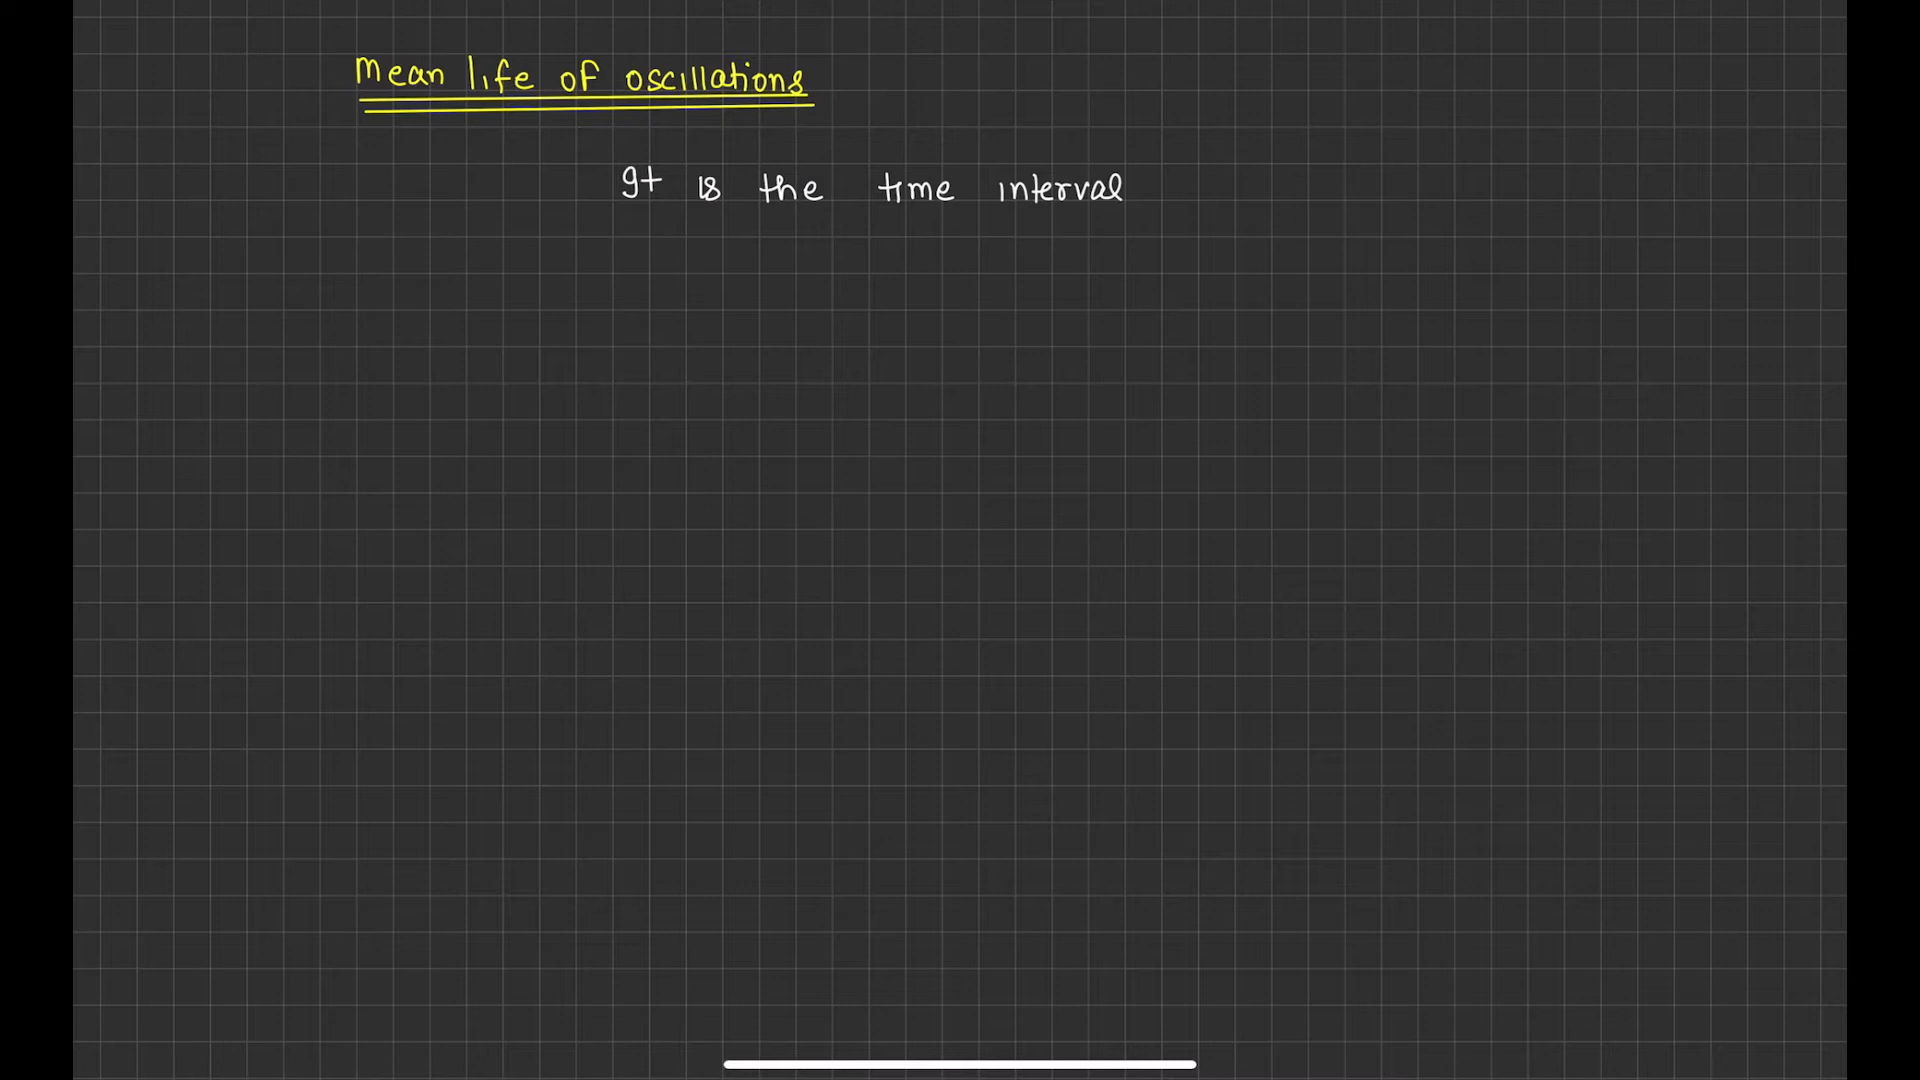 Mean life of oscillations
It is the time interval